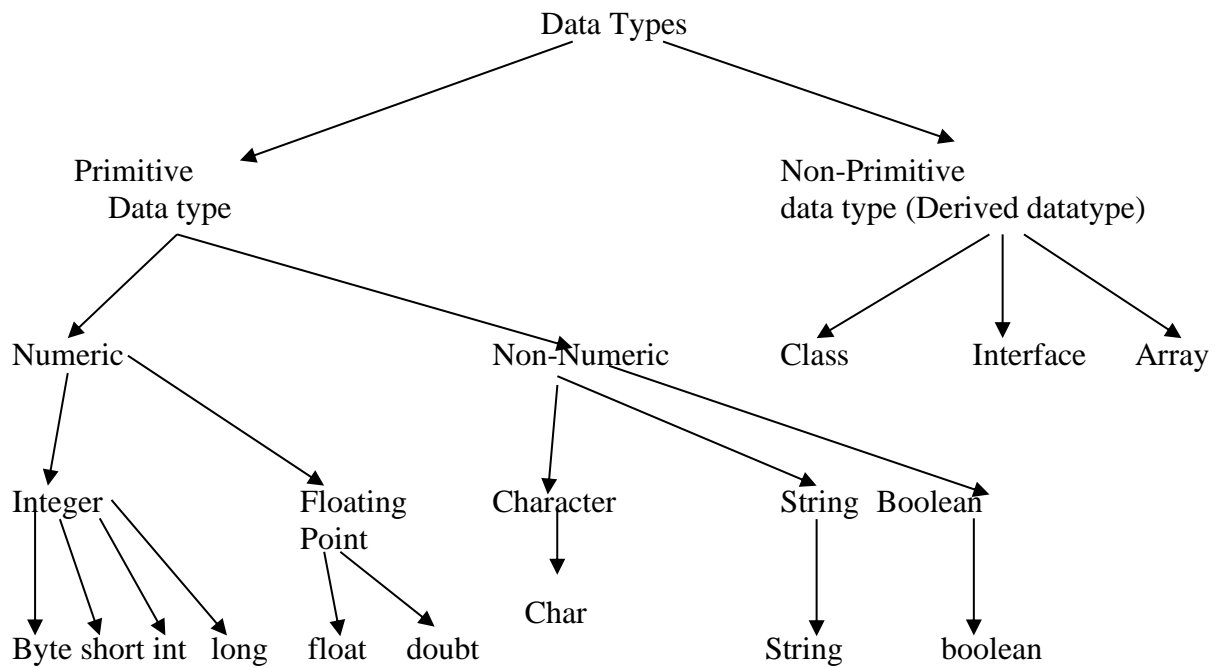 Data Types
Primitive
Data type
Non-Primitive
data type (Derived datatype)
Numeric
Non-Numeric
Class
Interface
Array
Integer
Floating
Point
Character
String
Boolean
Char
Byte short int long
float
doubt
String
boolean